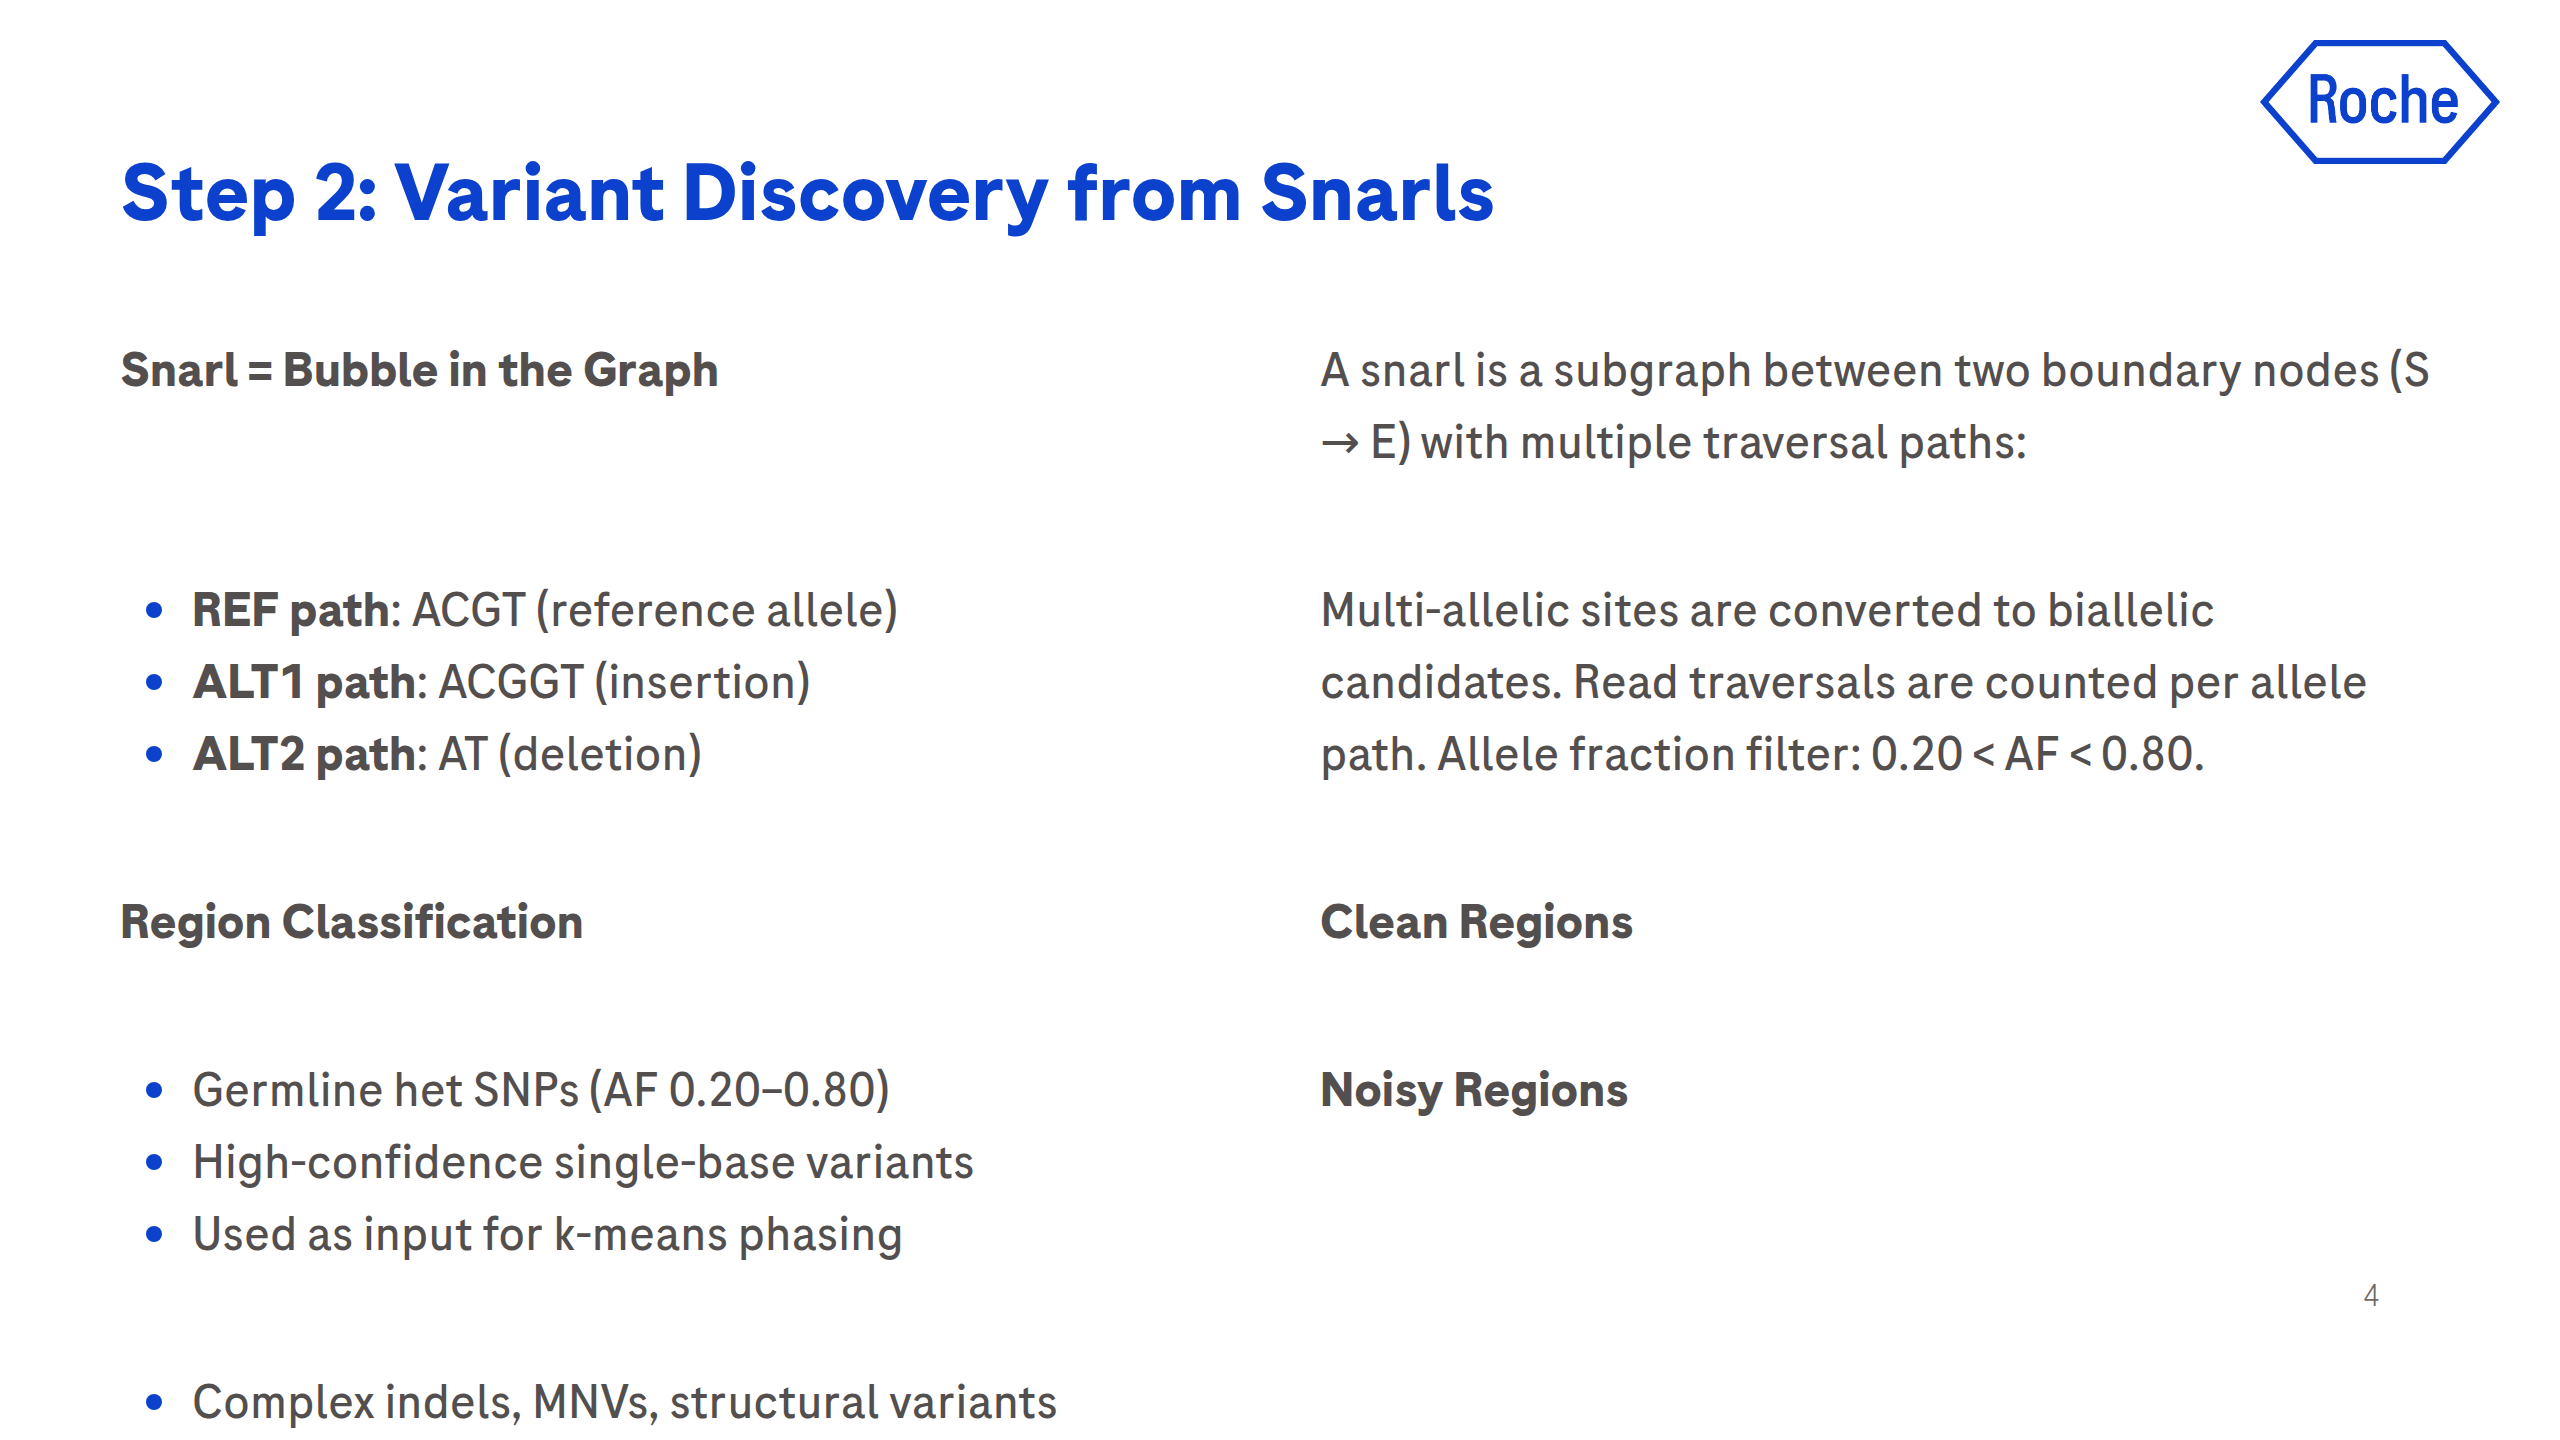 Roche
Step 2: Variant Discovery from Snarls
Snarl = Bubble in the Graph
A snarl is a subgraph between two boundary nodes (S
→ E) with multiple traversal paths:
• REF path: ACGT (reference allele)
• ALT1 path: ACGGT (insertion)
• ALT2 path: AT (deletion)
Multi-allelic sites are converted to biallelic
candidates. Read traversals are counted per allele
path. Allele fraction filter: 0.20 < AF < 0.80.
Region Classification
Clean Regions
• Germline het SNPs (AF 0.20–0.80)
• High-confidence single-base variants
• Used as input for k-means phasing
Noisy Regions
• Complex indels, MNVs, structural variants
4